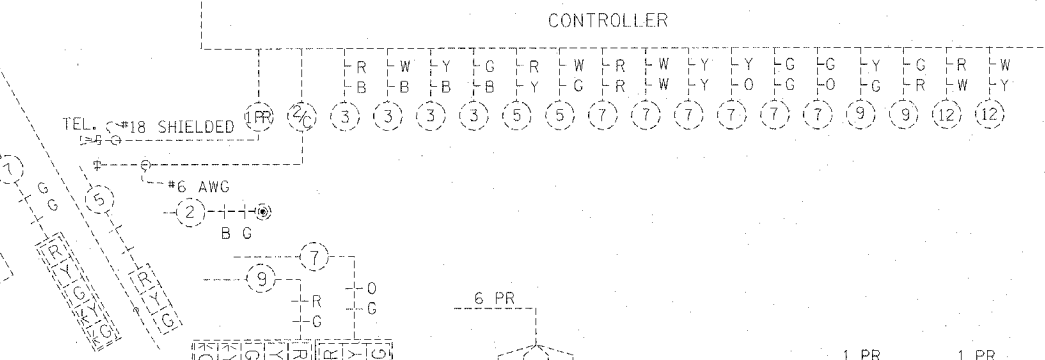 CONTROLLER
R W Y G R W R W Y Y G G Y G R W
B B B B Y G R W Y O G O G R W Y
1PR 2/C 3 3 3 3 5 5 7 7 7 7 7 7 9 9 12 12
TEL. #18 SHIELDED
#6 AWG
7
G
G
5
2
B G
7
9
O
G
R
G
R
Y
G
Y
G
R
Y
G
6 PR
Y G Y R R Y G
1 PR 1 PR